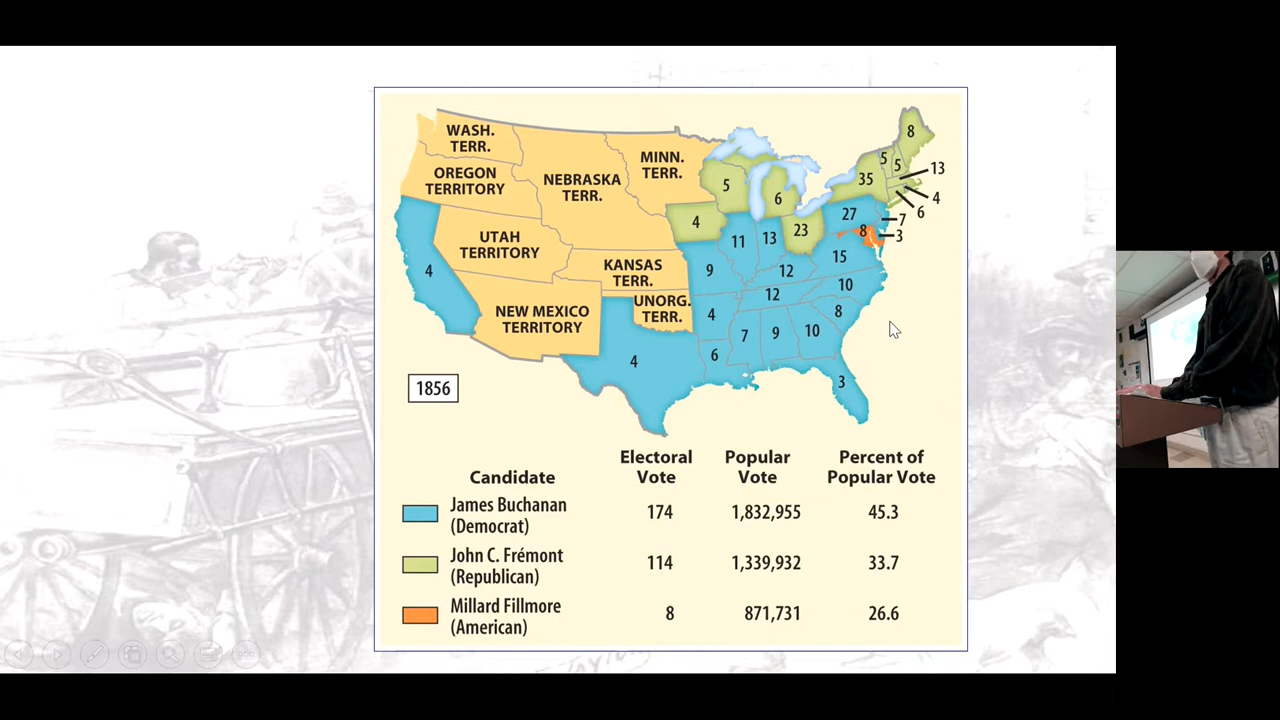 WASH.
TERR.
OREGON
TERRITORY
NEBRASKA
TERR.
MINN.
TERR.
UTAH
TERRITORY
KANSAS
TERR.
UNORG.
TERR.
NEW MEXICO
TERRITORY
8
5
5
13
35
4
6
5
6
4
23
27
7
8
3
11
13
4
9
12
15
12
10
4
8
7
9
10
6
4
3
1856
Candidate
Electoral Vote
Popular Vote
Percent of Popular Vote
James Buchanan
(Democrat)
174
1,832,955
45.3
John C. Frémont
(Republican)
114
1,339,932
33.7
Millard Fillmore
(American)
8
871,731
26.6